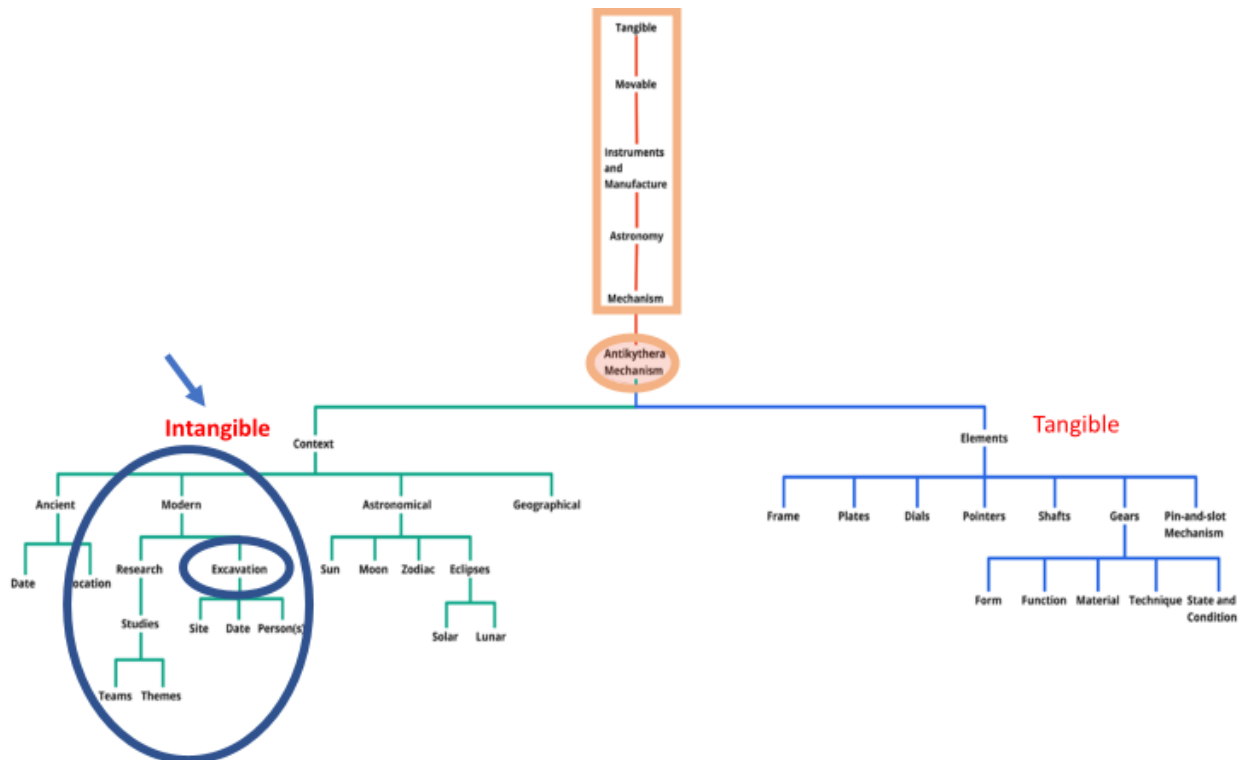 Tangible
Movable
Instruments
and
Manufacture
Astronomy
Mechanism
Antikythera
Mechanism
Intangible
Context
Elements
Tangible
Ancient
Modern
Astronomical
Geographical
Frame
Plates
Dials
Pointers
Shafts
Gears
Pin-and-slot
Mechanism
Date
ocation
Research
Excavation
Sun
Moon
Zodiac
Eclipses
Form
Function
Material
Technique
State and
Condition
Studies
Site
Date
Person(s)
Solar
Lunar
Teams
Themes